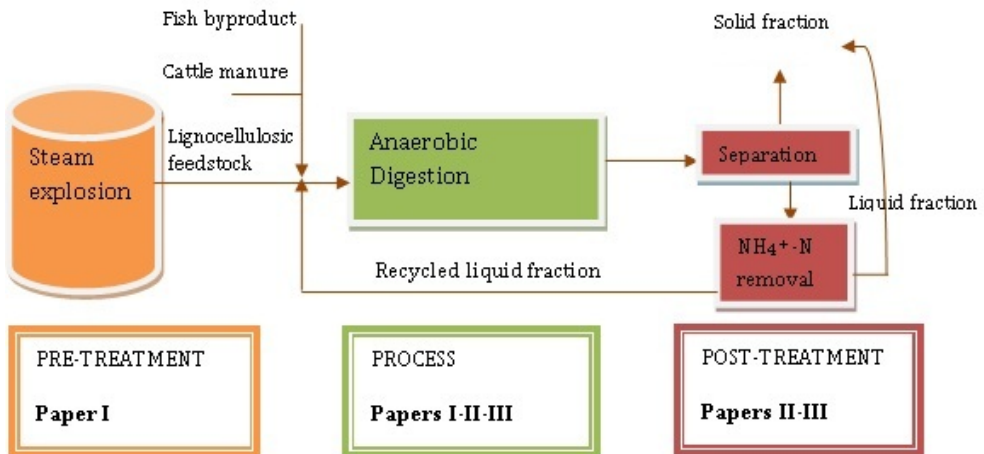 Fish byproduct
Solid fraction
Cattle manure
Steam
explosion
Lignocellulosic
feedstock
Anaerobic
Digestion
Separation
Liquid fraction
NH₄⁺-N
removal
Recycled liquid fraction
PRE-TREATMENT
Paper I
PROCESS
Papers I-II-III
POST-TREATMENT
Papers II-III